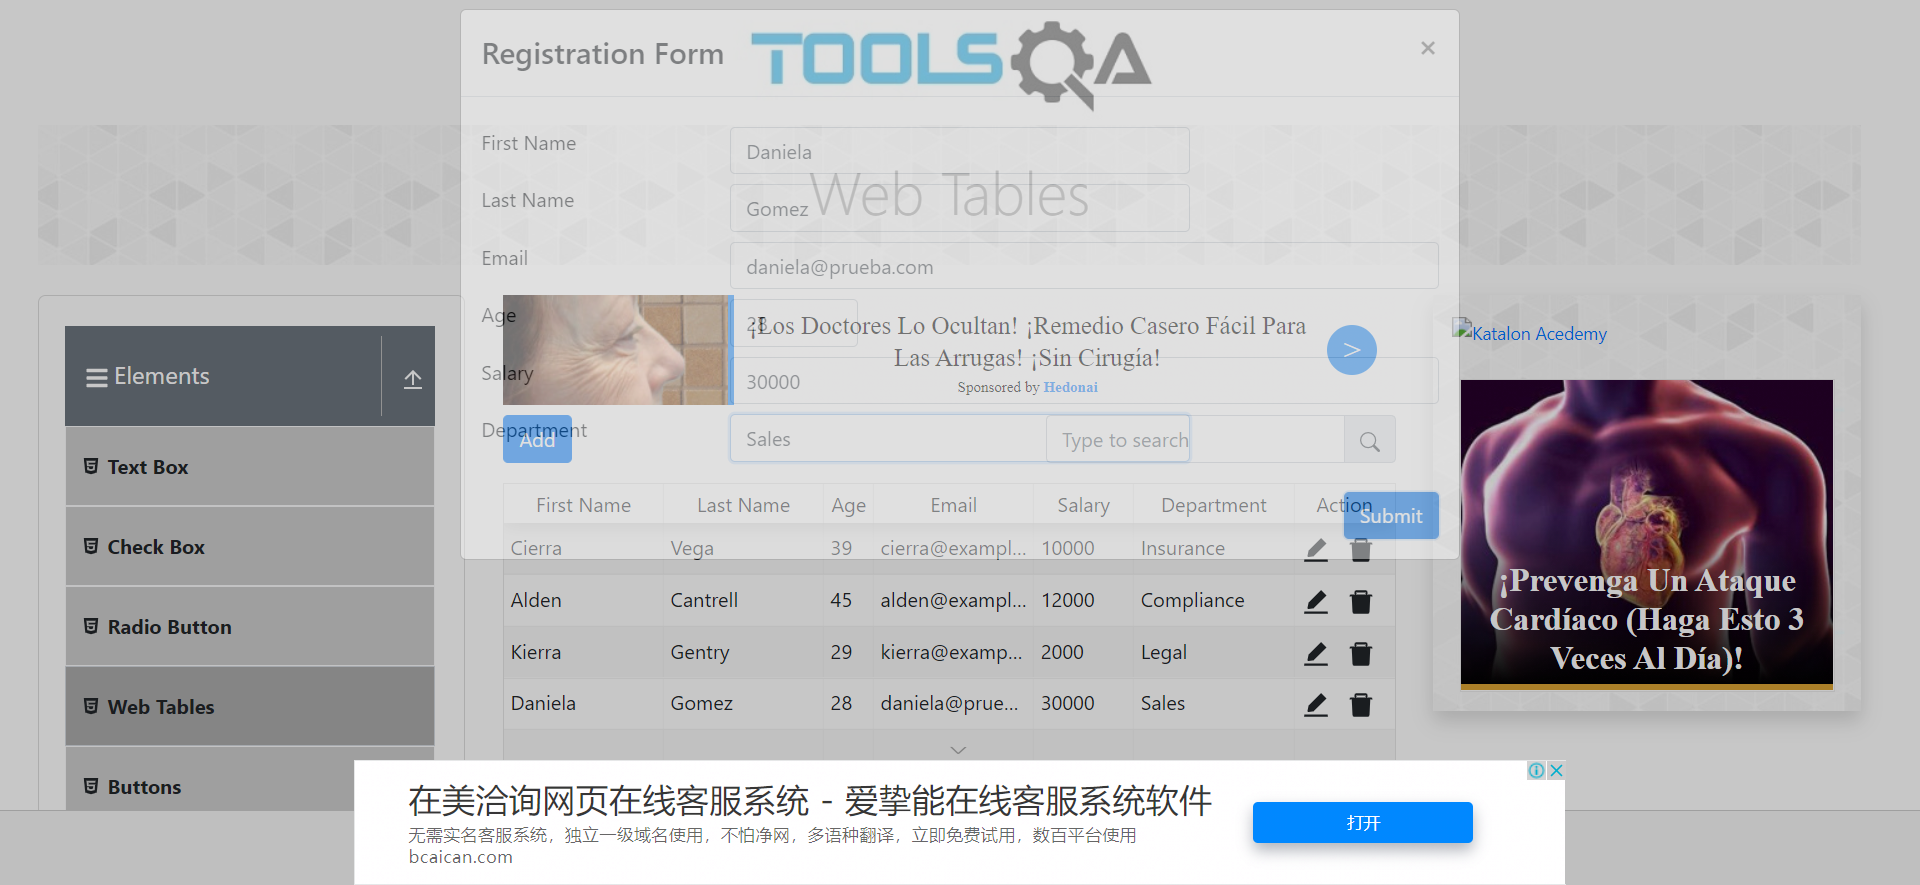 Registration Form
×
TOOLSQA
First Name
Daniela
Web Tables
Last Name
Gomez
Email
daniela@prueba.com
Age
28
¡Los Doctores Lo Ocultan! ¡Remedio Casero Fácil Para
Las Arrugas! ¡Sin Cirugía!
Sponsored by Hedonai
>
Salary
30000
Department
Sales
Add
Type to search
Submit
Katalon Acedemy
Elements
Text Box
Check Box
Radio Button
Web Tables
Buttons
First Name Last Name Age Email Salary Department Action
Cierra Vega 39 cierra@exampl... 10000 Insurance
Alden Cantrell 45 alden@exampl... 12000 Compliance
Kierra Gentry 29 kierra@examp... 2000 Legal
Daniela Gomez 28 daniela@prue... 30000 Sales
¡Prevenga Un Ataque
Cardíaco (Haga Esto 3
Veces Al Día)!
在美洽询网页在线客服系统 - 爱挚能在线客服系统软件
无需实名客服系统，独立一级域名使用，不怕净网，多语种翻译，立即免费试用，数百平台使用
bcaican.com
打开